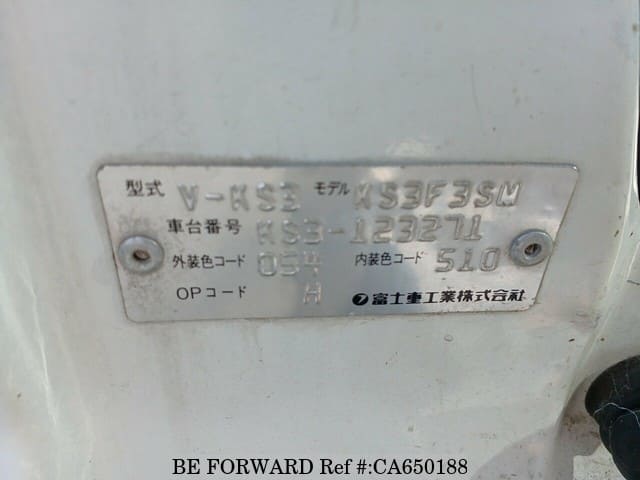 型式 V-KS3 モデル KS3F3SM
車台番号 KS3-123271
外装色コード 054 内装色コード 510
OPコード H 富士重工業株式会社
BE FORWARD Ref #:CA650188